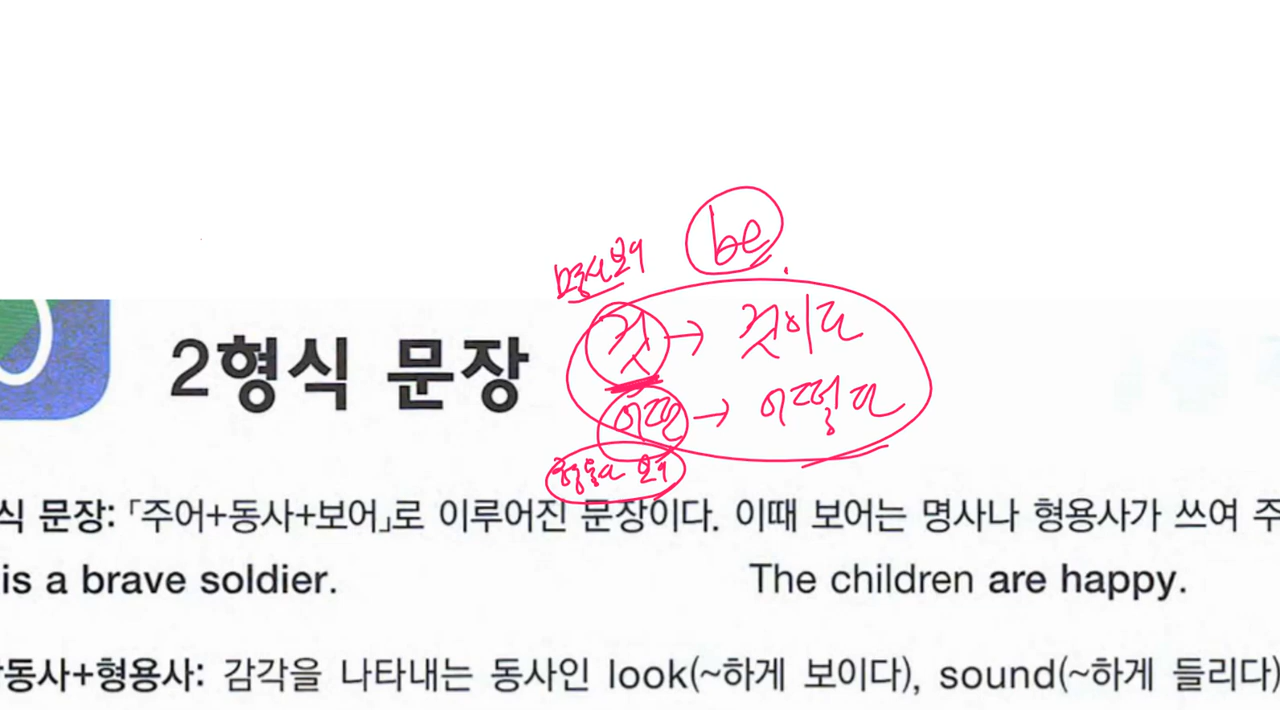 be
명사보어
것 → 것이다
2형식 문장
어떤 → 어떻다
형용사 보어
식 문장: 「주어+동사+보어」로 이루어진 문장이다. 이때 보어는 명사나 형용사가 쓰여 주
is a brave soldier. The children are happy.
동사+형용사: 감각을 나타내는 동사인 look(~하게 보이다), sound(~하게 들리다)